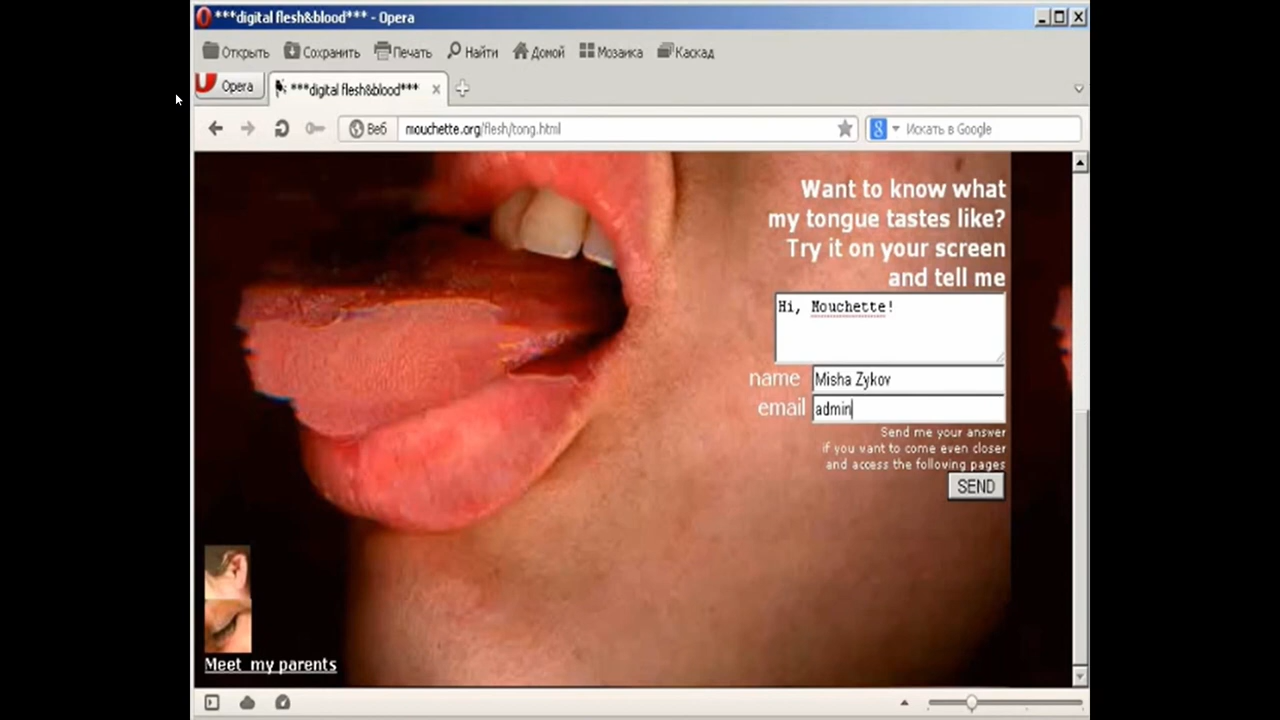 ***digital flesh&blood*** - Opera
Открыть Сохранить Печать Найти Домой Мозаика Каскад
Opera ***digital flesh&blood***
Веб mouchette.org/flesh/tong.html Искать в Google
Want to know what
my tongue tastes like?
Try it on your screen
and tell me
Hi, Mouchette!
name Misha Zykov
email admin
Send me your answer
if you want to come even closer
and access the following pages
SEND
Meet my parents